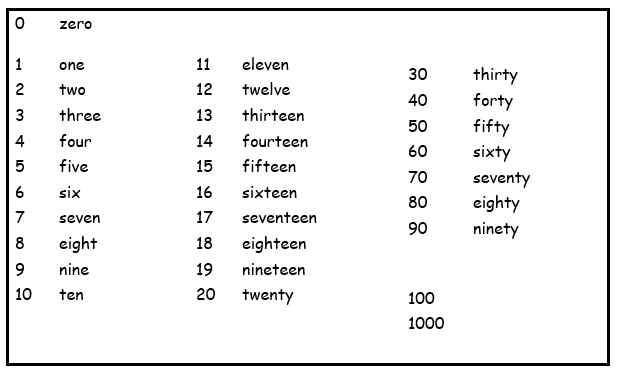 0 zero
1 one
2 two
3 three
4 four
5 five
6 six
7 seven
8 eight
9 nine
10 ten
11 eleven
12 twelve
13 thirteen
14 fourteen
15 fifteen
16 sixteen
17 seventeen
18 eighteen
19 nineteen
20 twenty
30 thirty
40 forty
50 fifty
60 sixty
70 seventy
80 eighty
90 ninety
100
1000